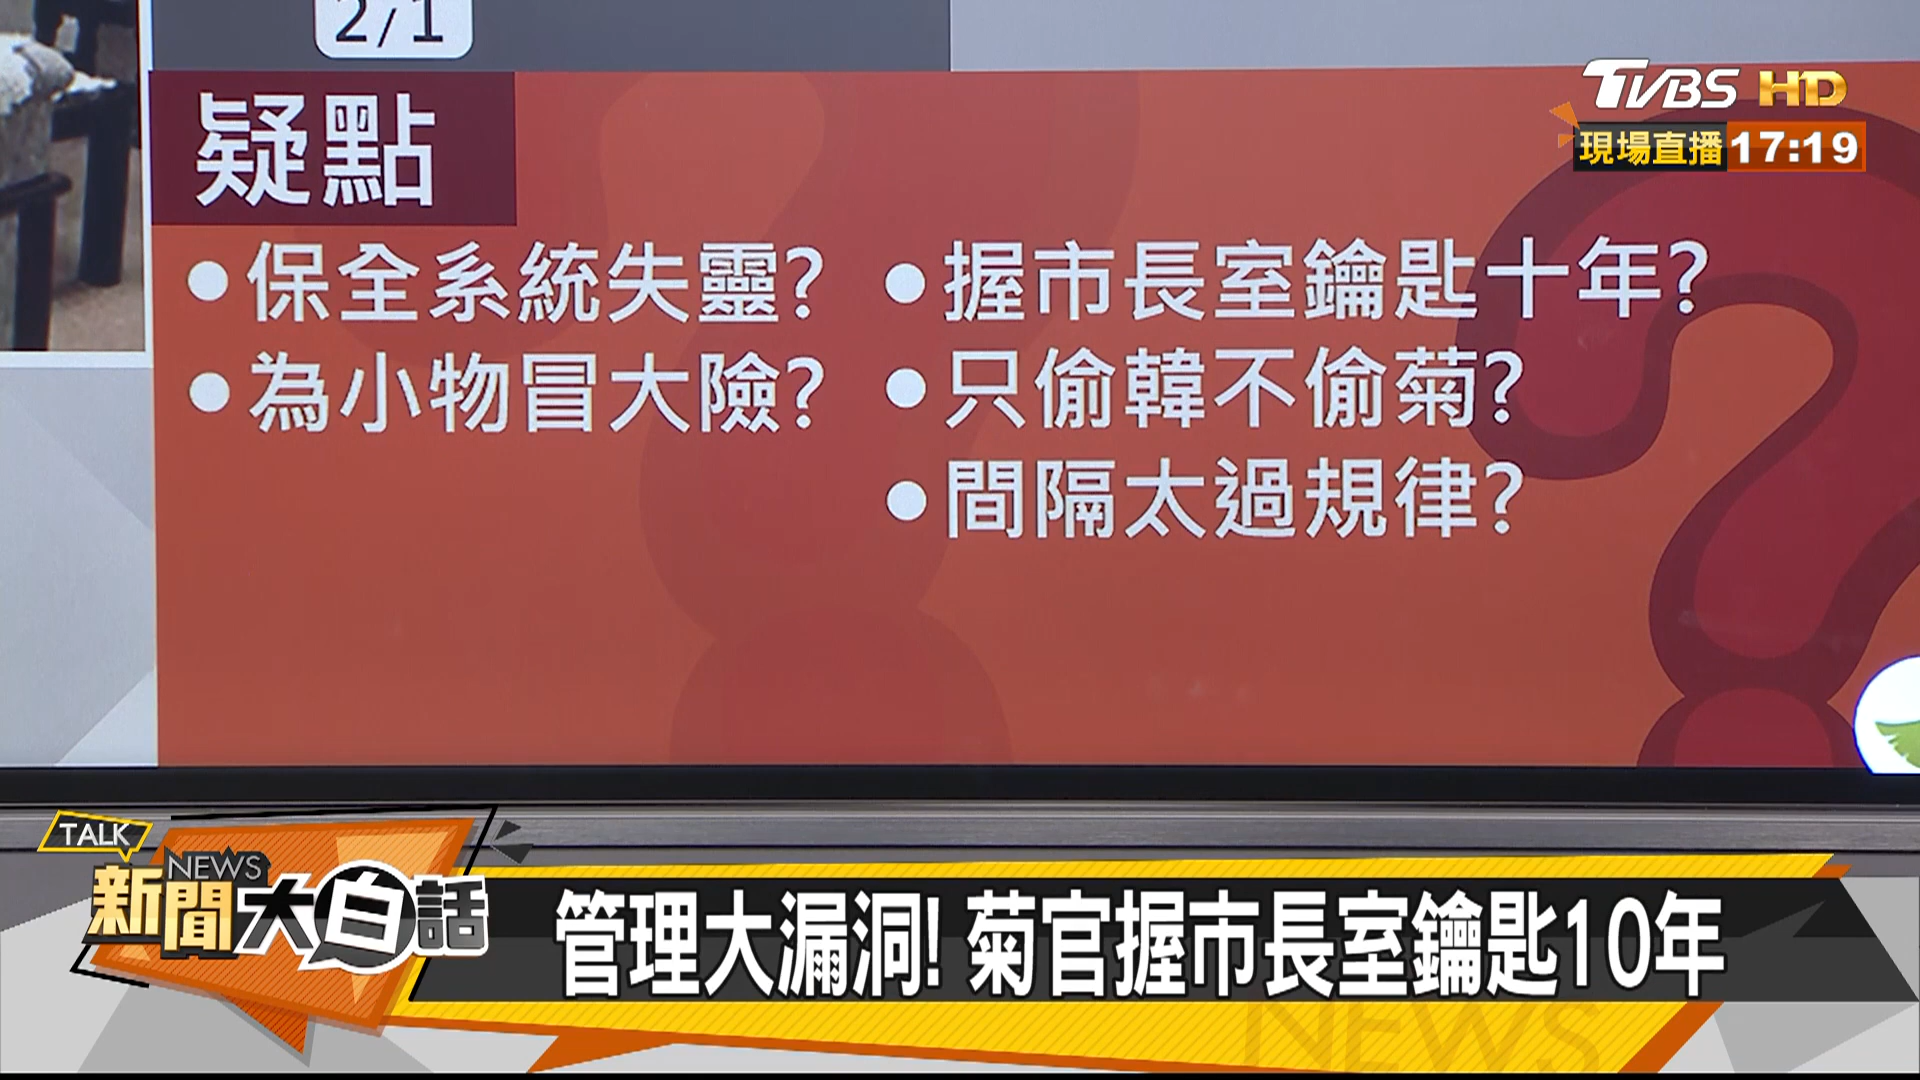 2/1
TVBS HD
現場直播 17:19
疑點
●保全系統失靈?
●為小物冒大險?
●握市長室鑰匙十年?
●只偷韓不偷菊?
●間隔太過規律?
TALK
NEWS
新聞大白話
管理大漏洞! 菊官握市長室鑰匙10年
NEWS